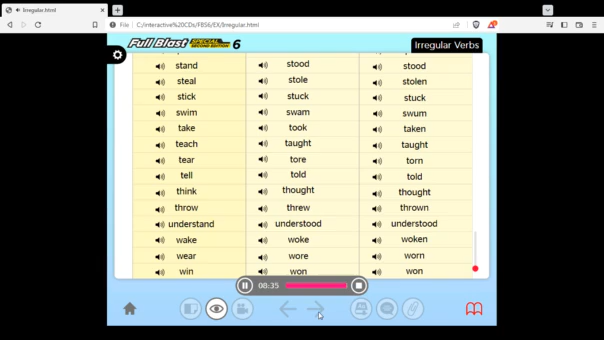 Irregular.html
File C:/interactive%20CDs/FBS6/EX/Irregular.html
Full Blast SPECIAL SECOND EDITION 6
Irregular Verbs
stand stood stood
steal stole stolen
stick stuck stuck
swim swam swum
take took taken
teach taught taught
tear tore torn
tell told told
think thought thought
throw threw thrown
understand understood understood
wake woke woken
wear wore worn
win won won
08:35